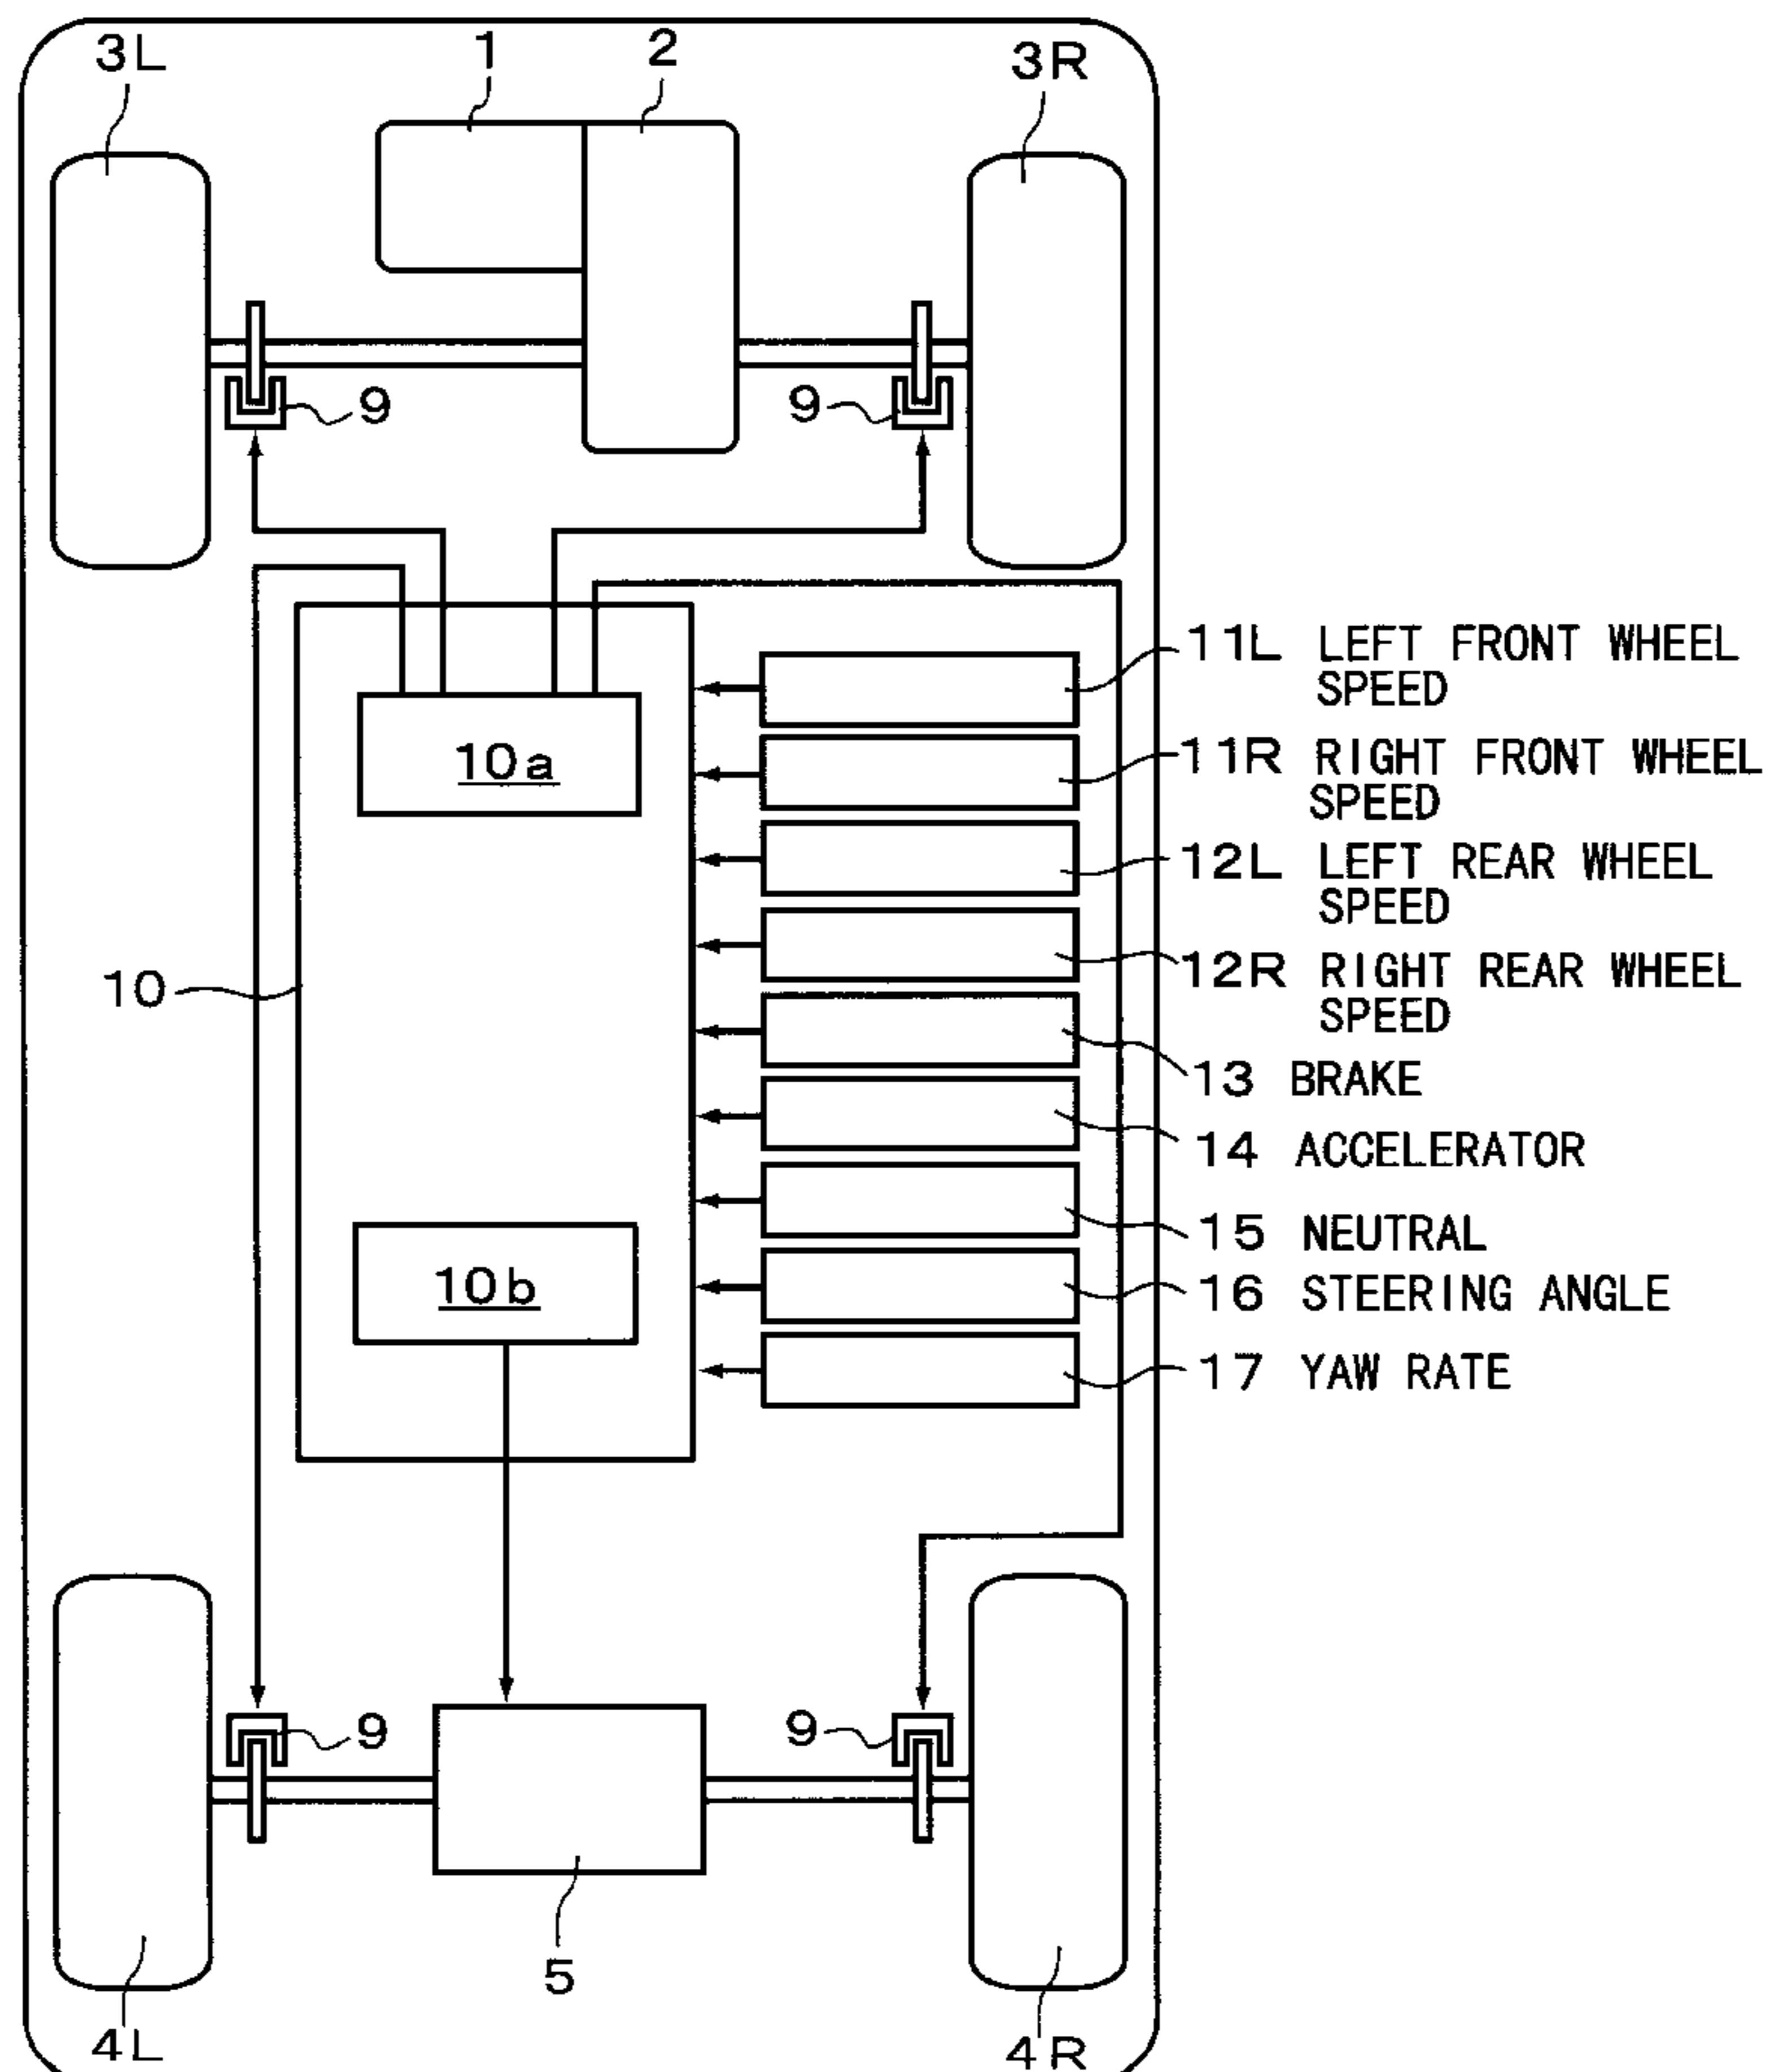 3L 1 2 3R
9 9
11L LEFT FRONT WHEEL
SPEED
10a
11R RIGHT FRONT WHEEL
SPEED
12L LEFT REAR WHEEL
SPEED
10
12R RIGHT REAR WHEEL
SPEED
13 BRAKE
14 ACCELERATOR
15 NEUTRAL
10b
16 STEERING ANGLE
17 YAW RATE
9 9
5
4L 4R